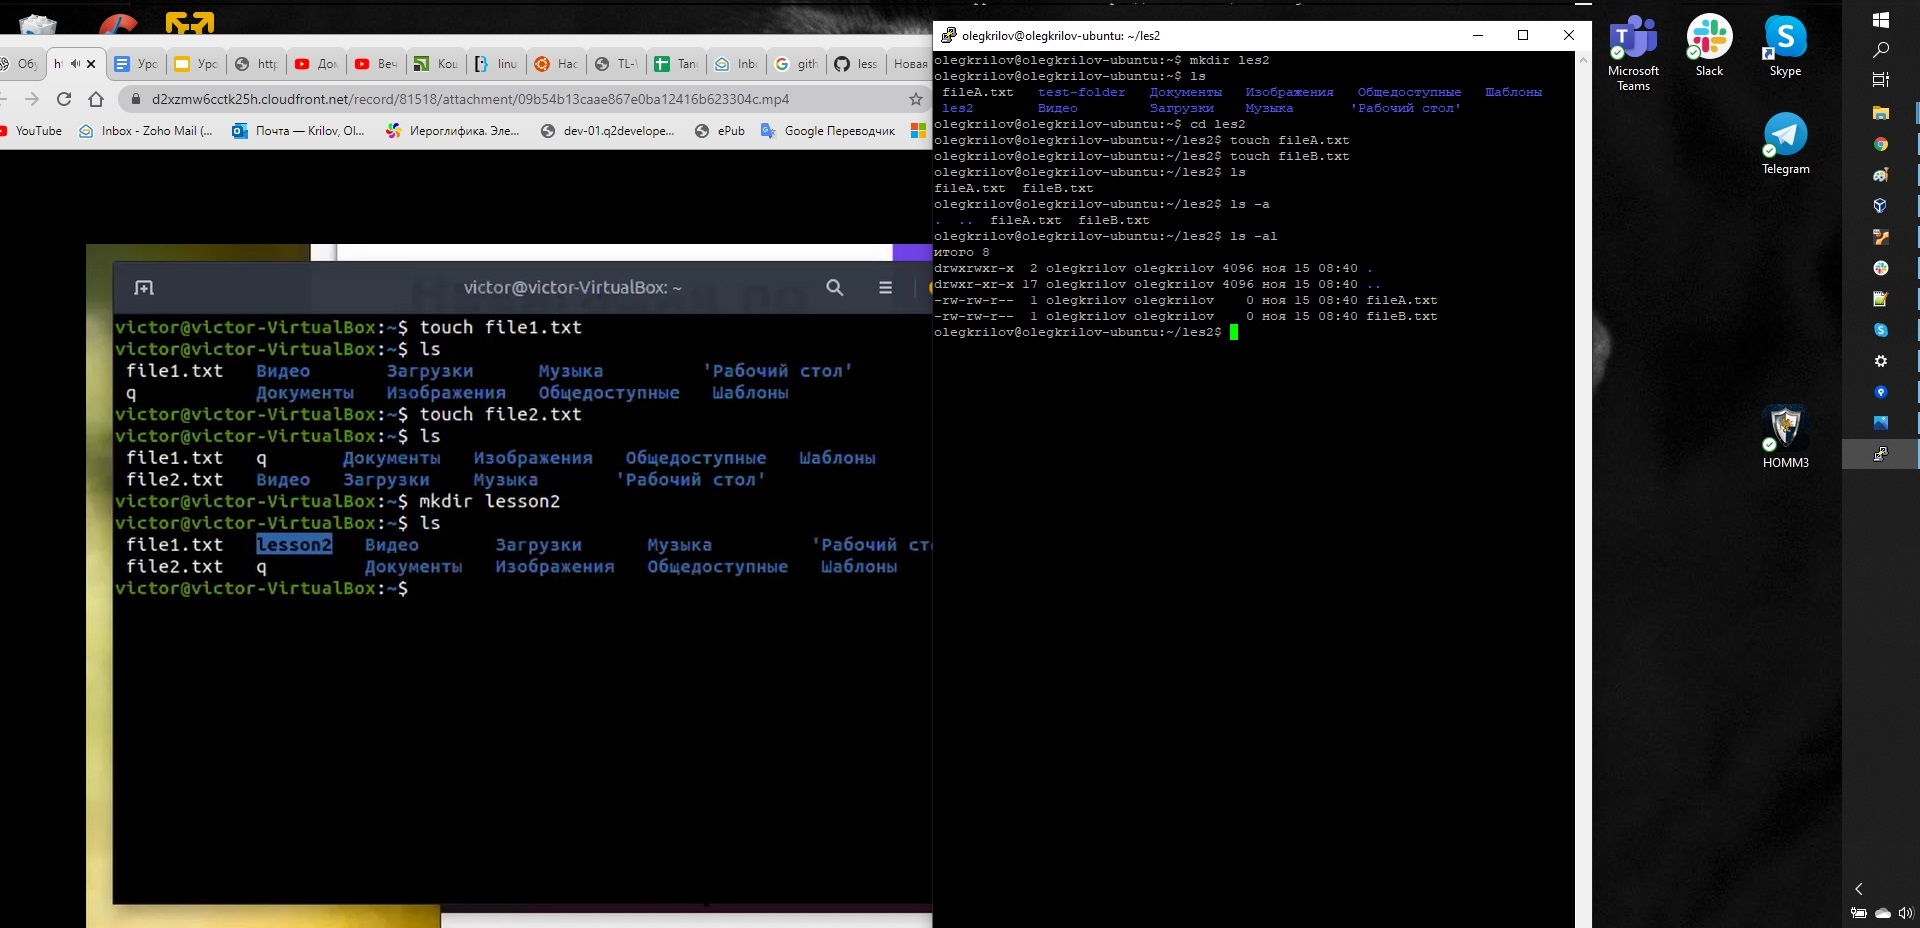 Обу
ht
Уро
Уро
http
Дом
Веч
Кош
linu
Нас
TL-
Tan
Inb
gith
less
Новая
d2xzmw6cctk25h.cloudfront.net/record/81518/attachment/09b54b13caae867e0ba12416b623304c.mp4
YouTube
Inbox - Zoho Mail (...
Почта — Krilov, Ol...
Иероглифика. Эле...
dev-01.q2develope...
ePub
Google Переводчик
victor@victor-VirtualBox: ~
victor@victor-VirtualBox:~$ touch file1.txt
victor@victor-VirtualBox:~$ ls
file1.txt Видео Загрузки Музыка 'Рабочий стол'
q Документы Изображения Общедоступные Шаблоны
victor@victor-VirtualBox:~$ touch file2.txt
victor@victor-VirtualBox:~$ ls
file1.txt q Документы Изображения Общедоступные Шаблоны
file2.txt Видео Загрузки Музыка 'Рабочий стол'
victor@victor-VirtualBox:~$ mkdir lesson2
victor@victor-VirtualBox:~$ ls
file1.txt lesson2 Видео Загрузки Музыка 'Рабочий ст
file2.txt q Документы Изображения Общедоступные Шаблоны
victor@victor-VirtualBox:~$
olegkrilov@olegkrilov-ubuntu: ~/les2
olegkrilov@olegkrilov-ubuntu:~$ mkdir les2
olegkrilov@olegkrilov-ubuntu:~$ ls
fileA.txt test-folder Документы Изображения Общедоступные Шаблоны
les2 Видео Загрузки Музыка 'Рабочий стол'
olegkrilov@olegkrilov-ubuntu:~$ cd les2
olegkrilov@olegkrilov-ubuntu:~/les2$ touch fileA.txt
olegkrilov@olegkrilov-ubuntu:~/les2$ touch fileB.txt
olegkrilov@olegkrilov-ubuntu:~/les2$ ls
fileA.txt fileB.txt
olegkrilov@olegkrilov-ubuntu:~/les2$ ls -a
. .. fileA.txt fileB.txt
olegkrilov@olegkrilov-ubuntu:~/les2$ ls -al
итого 8
drwxrwxr-x 2 olegkrilov olegkrilov 4096 ноя 15 08:40 .
drwxr-xr-x 17 olegkrilov olegkrilov 4096 ноя 15 08:40 ..
-rw-rw-r-- 1 olegkrilov olegkrilov 0 ноя 15 08:40 fileA.txt
-rw-rw-r-- 1 olegkrilov olegkrilov 0 ноя 15 08:40 fileB.txt
olegkrilov@olegkrilov-ubuntu:~/les2$
Microsoft
Teams
Slack
Skype
Telegram
HOMM3